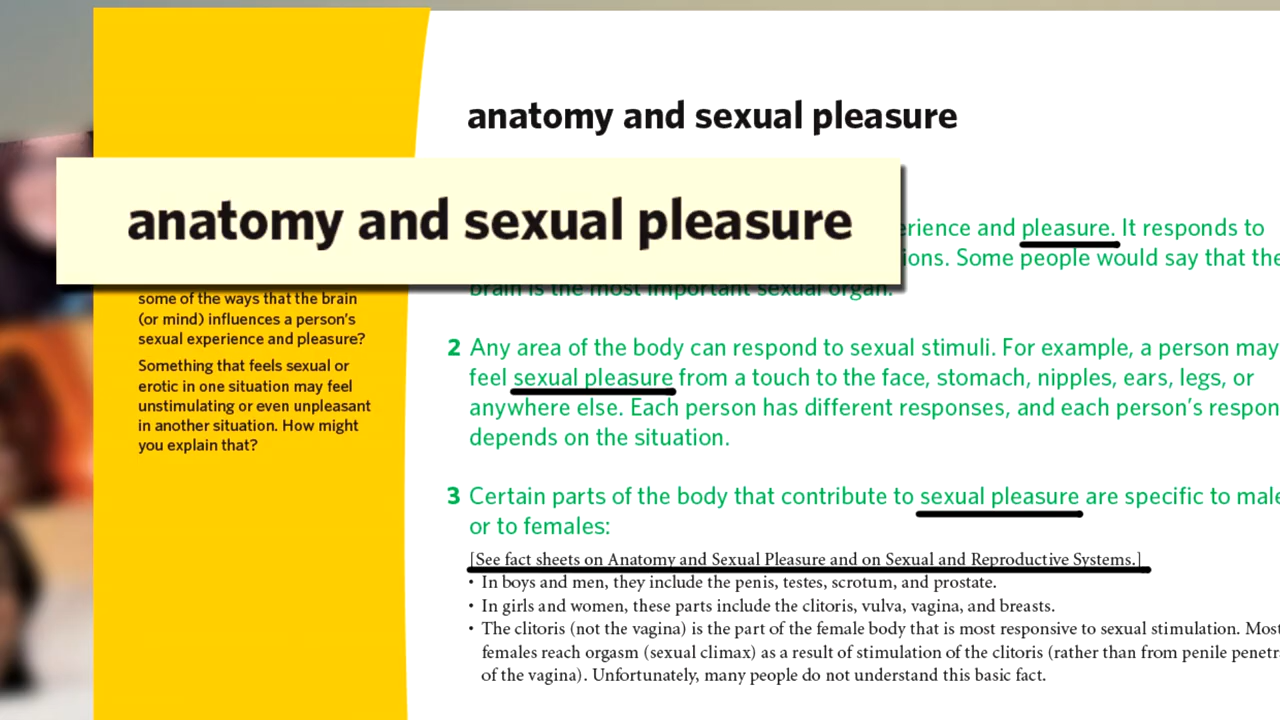 anatomy and sexual pleasure
anatomy and sexual pleasure
some of the ways that the brain
(or mind) influences a person's
sexual experience and pleasure?
Something that feels sexual or
erotic in one situation may feel
unstimulating or even unpleasant
in another situation. How might
you explain that?
and pleasure. It responds to
Some people would say that the
brain is the most important sexual organ.
2 Any area of the body can respond to sexual stimuli. For example, a person may
feel sexual pleasure from a touch to the face, stomach, nipples, ears, legs, or
anywhere else. Each person has different responses, and each person's respon
depends on the situation.
3 Certain parts of the body that contribute to sexual pleasure are specific to male
or to females:
[See fact sheets on Anatomy and Sexual Pleasure and on Sexual and Reproductive Systems.]
• In boys and men, they include the penis, testes, scrotum, and prostate.
• In girls and women, these parts include the clitoris, vulva, vagina, and breasts.
• The clitoris (not the vagina) is the part of the female body that is most responsive to sexual stimulation. Most
females reach orgasm (sexual climax) as a result of stimulation of the clitoris (rather than from penile penetr
of the vagina). Unfortunately, many people do not understand this basic fact.